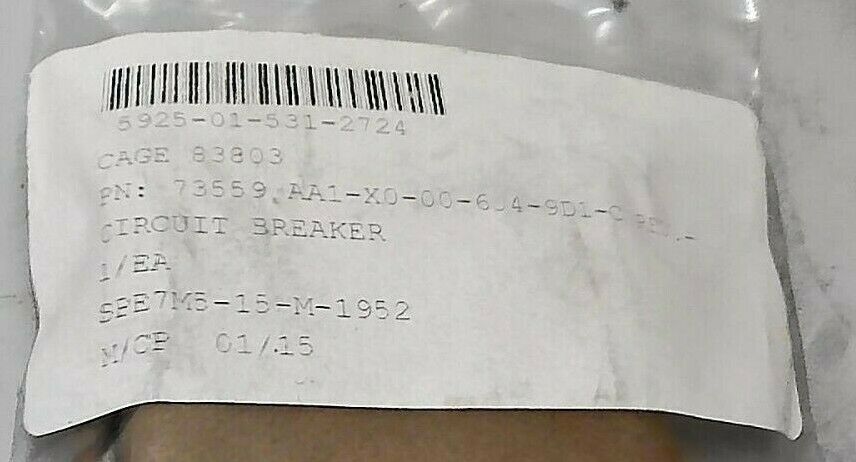 5925-01-531-2724
CAGE 83803
PN: 73559
CIRCUIT BREAKER
1/EA
SPE7M5-15-M-1952
M/CP 01/15